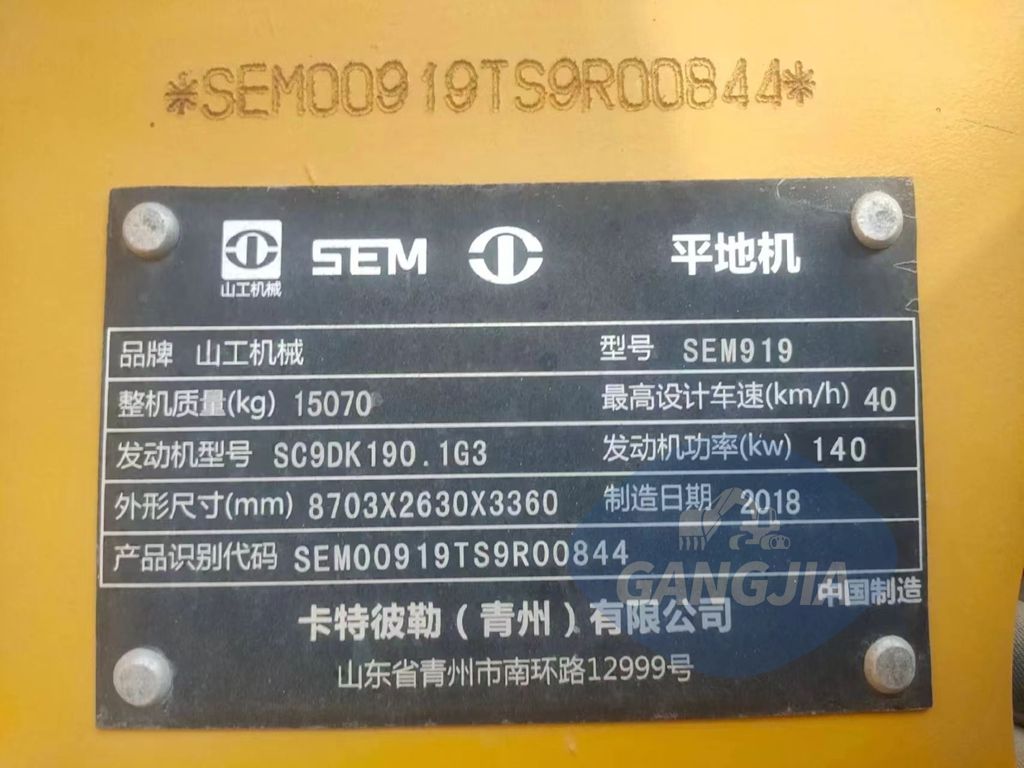 *SEM00919TS9R00844*
SEM 平地机
山工机械
品牌 山工机械 型号 SEM919
整机质量(kg) 15070 最高设计车速(km/h) 40
发动机型号 SC9DK190.1G3 发动机功率(kw) 140
外形尺寸(mm) 8703X2630X3360 制造日期 2018
产品识别代码 SEM00919TS9R00844
GANGJIA
中国制造
卡特彼勒(青州)有限公司
山东省青州市南环路12999号